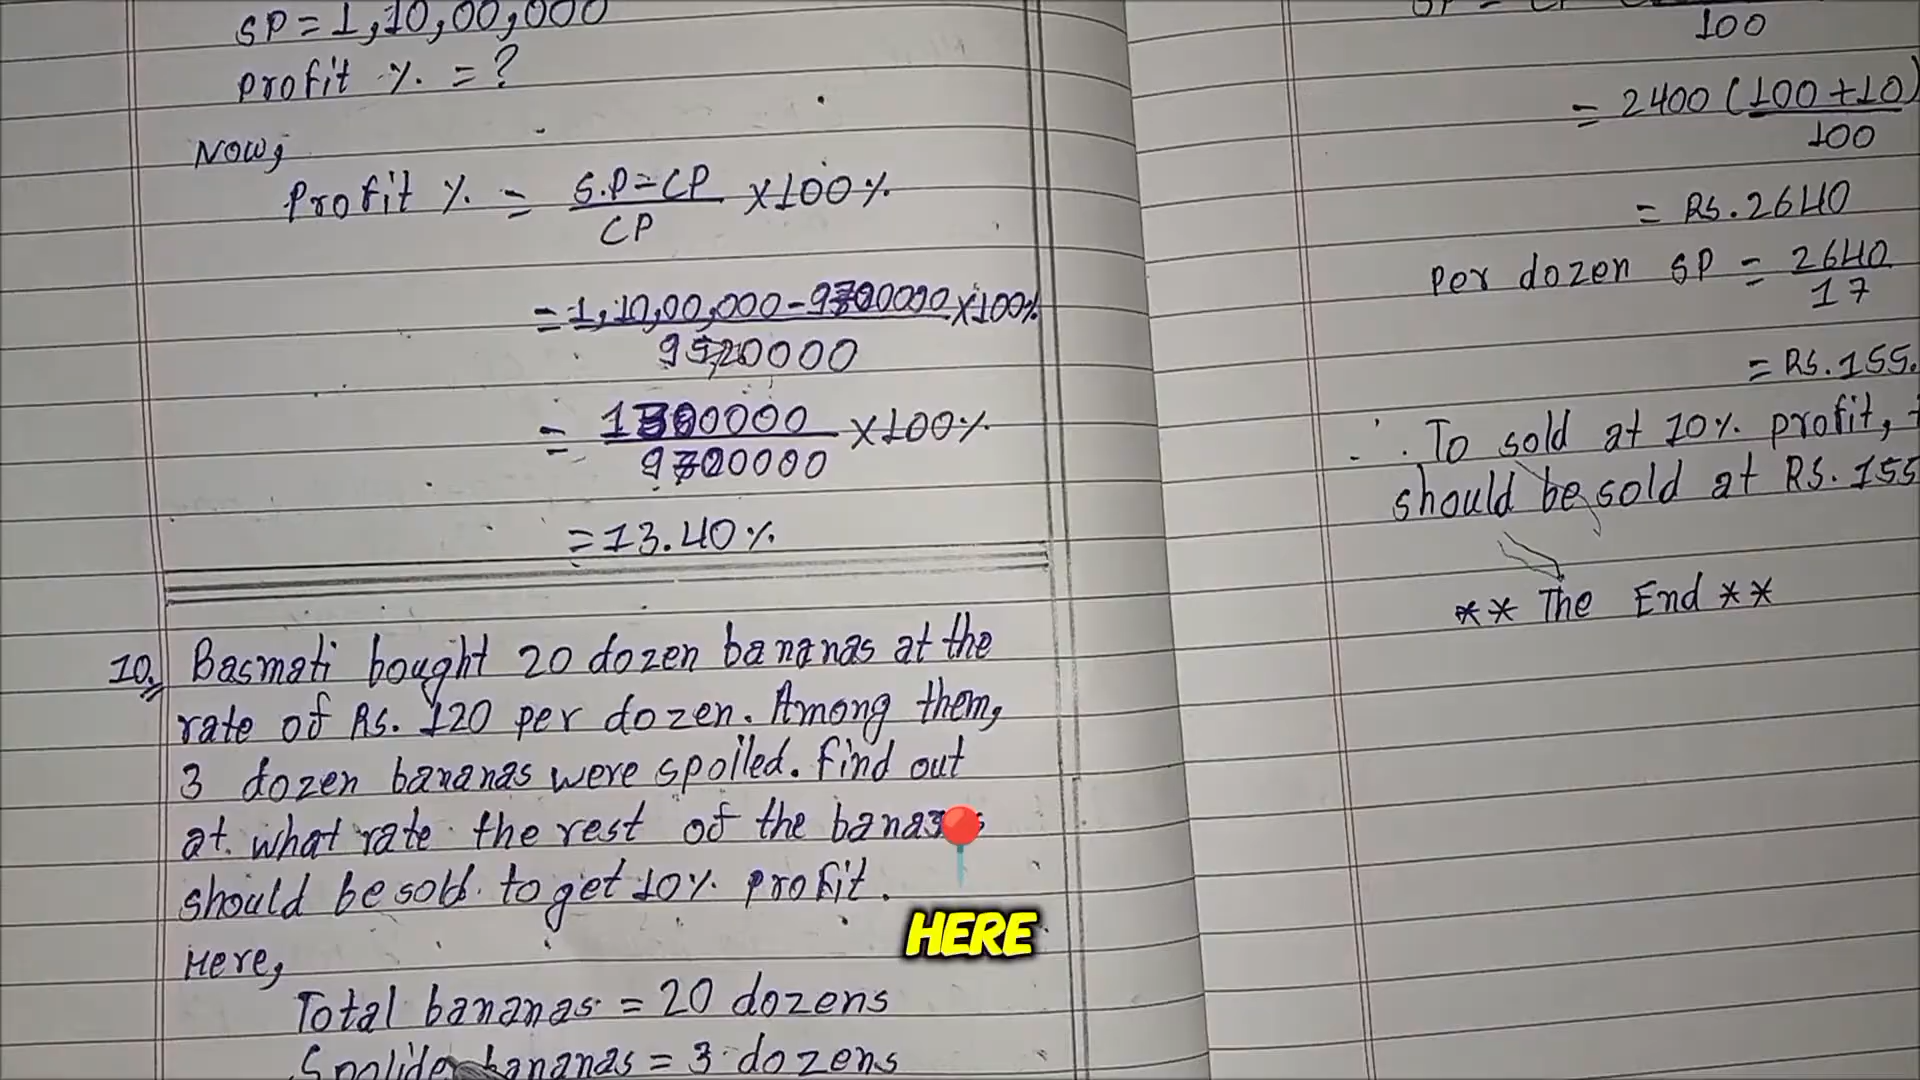 SP = 1,10,00,000
profit % = ?
Now,
Profit % = S.P - CP / CP × 100%
= 1,10,00,000 - 9700000 / 9700000 × 100%
= 1300000 / 9700000 × 100%
= 13.40%
10. Basmati bought 20 dozen bananas at the
rate of Rs. 120 per dozen. Among them,
3 dozen bananas were spoiled. Find out
at what rate the rest of the
should be sold to get 10% profit.
HERE
Here,
Total bananas = 20 dozens
bananas = 3 dozens
100
= 2400 (100 + 10) / 100
= Rs. 2640
Per dozen SP = 2640 / 17
= Rs. 155.
∴ To sold at 10% profit,
should be sold at Rs. 155
** The End **